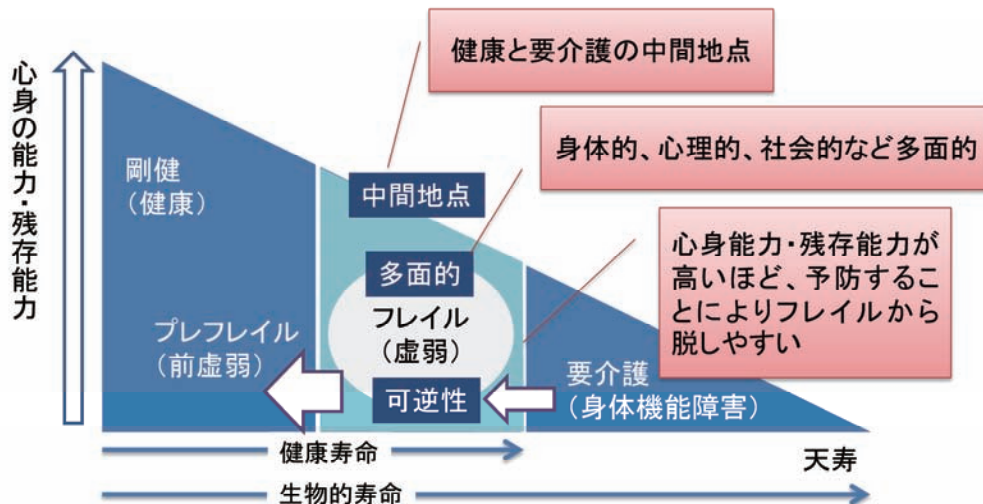 健康と要介護の中間地点
心身の能力・残存能力
身体的、心理的、社会的など多面的
剛健
（健康）
中間地点
心身能力・残存能力が
高いほど、予防するこ
とによりフレイルから
脱しやすい
多面的
フレイル
（虚弱）
プレフレイル
（前虚弱）
可逆性
要介護
（身体機能障害）
健康寿命
天寿
生物的寿命